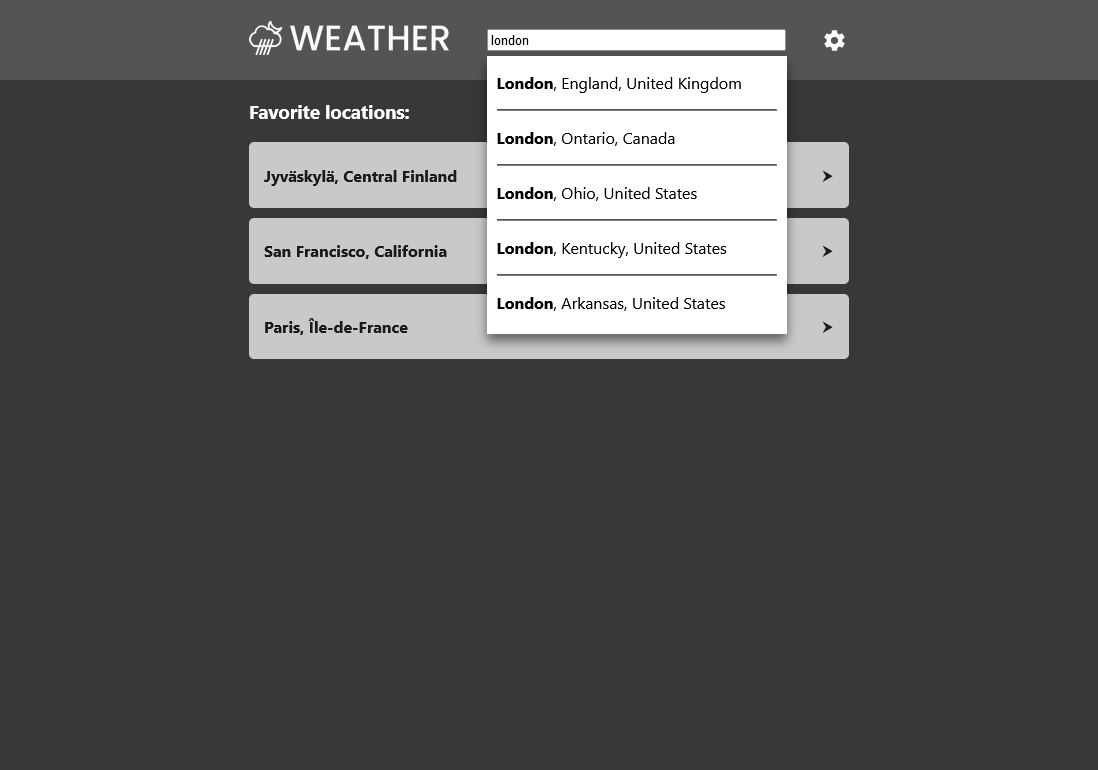 WEATHER
london
London, England, United Kingdom
London, Ontario, Canada
London, Ohio, United States
London, Kentucky, United States
London, Arkansas, United States
Favorite locations:
Jyväskylä, Central Finland
San Francisco, California
Paris, Île-de-France